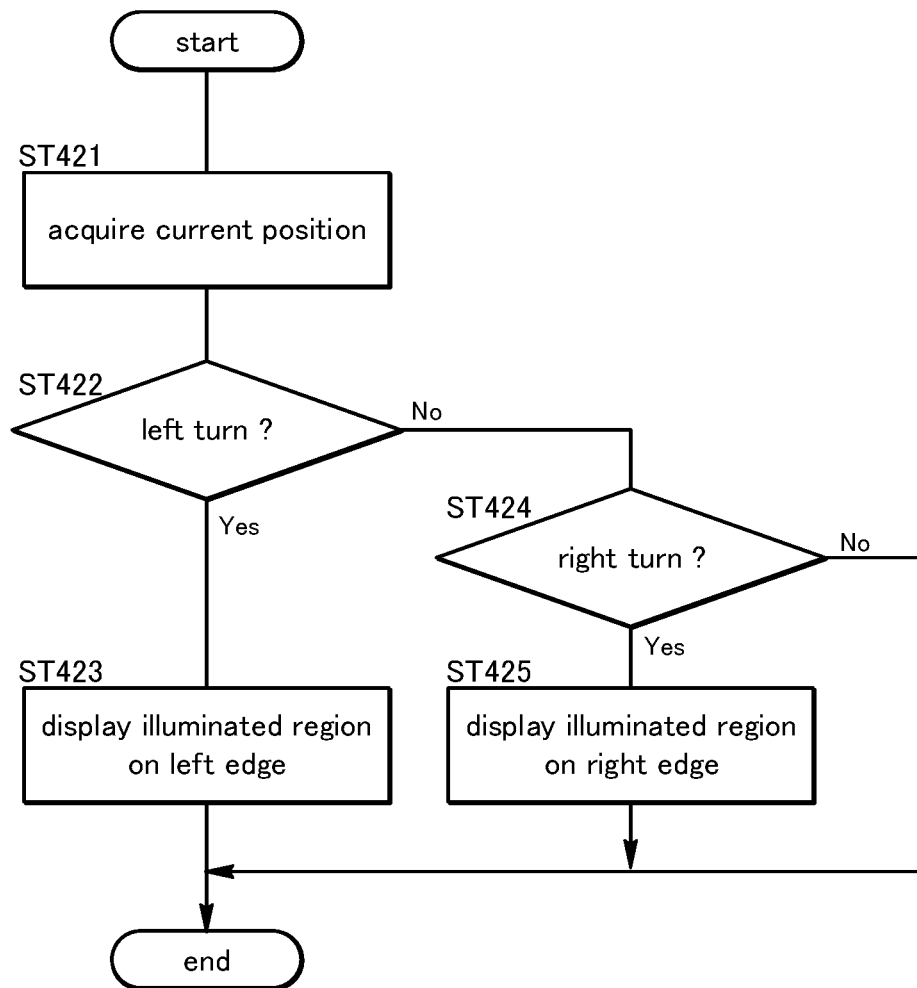 start
ST421
acquire current position
ST422
left turn ?
No
Yes
ST424
right turn ?
No
Yes
ST423
display illuminated region
on left edge
ST425
display illuminated region
on right edge
end